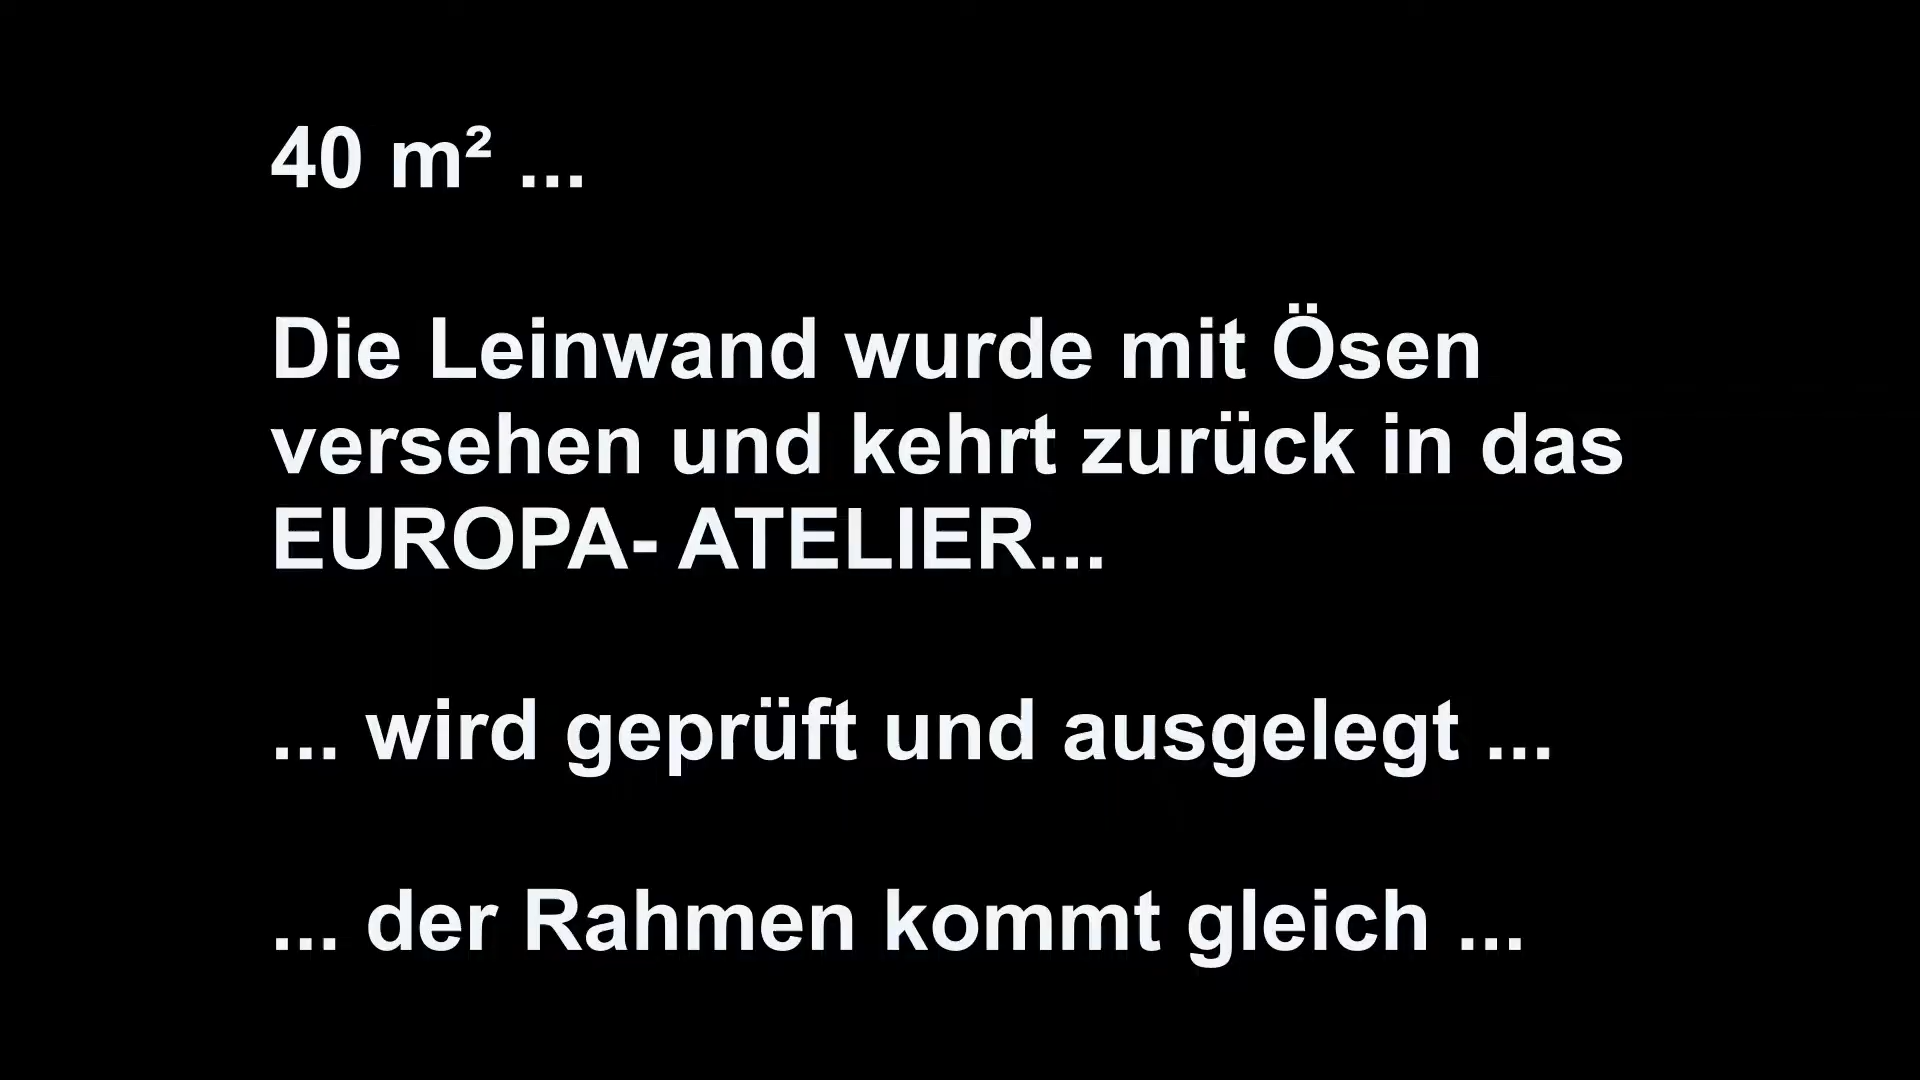 40 m² ...
Die Leinwand wurde mit Ösen
versehen und kehrt zurück in das
EUROPA- ATELIER...
... wird geprüft und ausgelegt ...
... der Rahmen kommt gleich ...